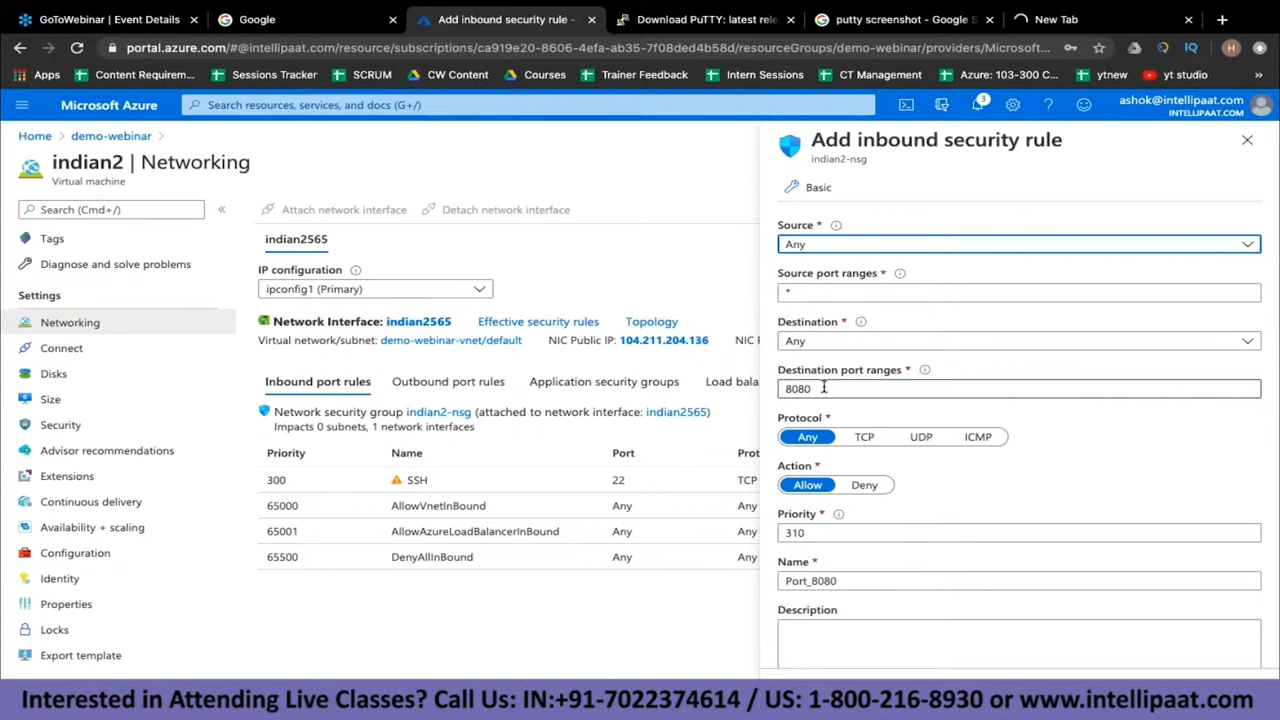 GoToWebinar | Event Details
Google
Add inbound security rule -
Download PuTTY: latest rele
putty screenshot - Google S
New Tab
portal.azure.com/#@intellipaat.com/resource/subscriptions/ca919e20-8606-4efa-ab35-7f08ded4b58d/resourceGroups/demo-webinar/providers/Microsoft...
IQ
H
Apps
Content Requirem...
Sessions Tracker
SCRUM
CW Content
Courses
Trainer Feedback
Intern Sessions
CT Management
Azure: 103-300 C...
ytnew
yt studio
»
Microsoft Azure
Search resources, services, and docs (G+/)
3
ashok@intellipaat.com
INTELLIPAAT.COM
Home > demo-webinar >
indian2 | Networking
Virtual machine
Search (Cmd+/)
«
Tags
Diagnose and solve problems
Settings
Networking
Connect
Disks
Size
Security
Advisor recommendations
Extensions
Continuous delivery
Availability + scaling
Configuration
Identity
Properties
Locks
Export template
Attach network interface
Detach network interface
indian2565
IP configuration
ipconfig1 (Primary)
Network Interface: indian2565
Effective security rules
Topology
Virtual network/subnet: demo-webinar-vnet/default
NIC Public IP: 104.211.204.136
NIC P
Inbound port rules
Outbound port rules
Application security groups
Load bala
Network security group indian2-nsg (attached to network interface: indian2565)
Impacts 0 subnets, 1 network interfaces
Priority Name Port Prot
300 SSH 22 TCP
65000 AllowVnetInBound Any Any
65001 AllowAzureLoadBalancerInBound Any Any
65500 DenyAllInBound Any Any
Add inbound security rule
indian2-nsg
Basic
Source *
Any
Source port ranges *
*
Destination *
Any
Destination port ranges *
8080
Protocol *
Any TCP UDP ICMP
Action *
Allow Deny
Priority *
310
Name *
Port_8080
Description
Interested in Attending Live Classes? Call Us: IN:+91-7022374614 / US: 1-800-216-8930 or www.intellipaat.com